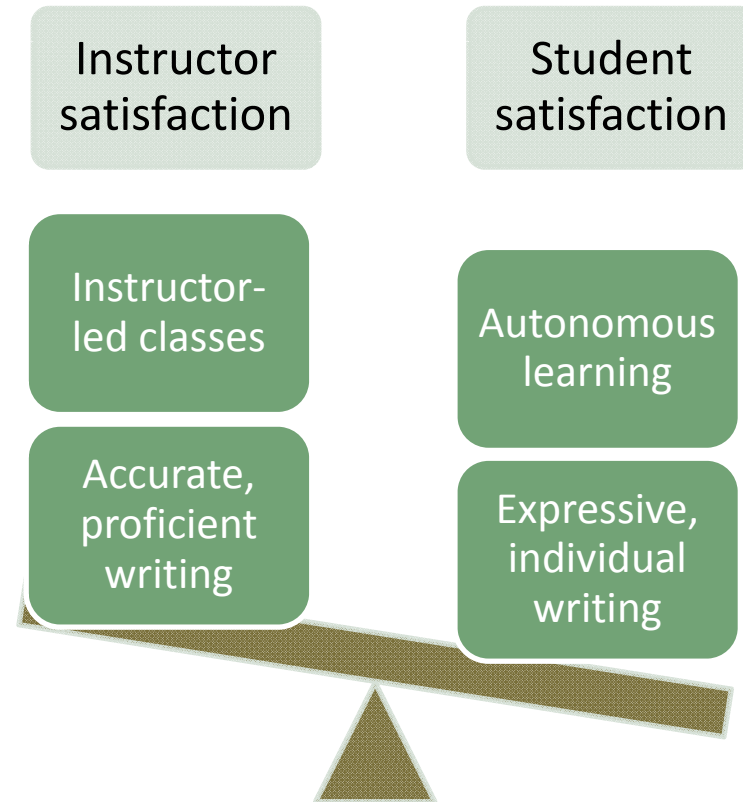 Instructor
satisfaction
Student
satisfaction
Instructor-
led classes
Accurate,
proficient
writing
Autonomous
learning
Expressive,
individual
writing